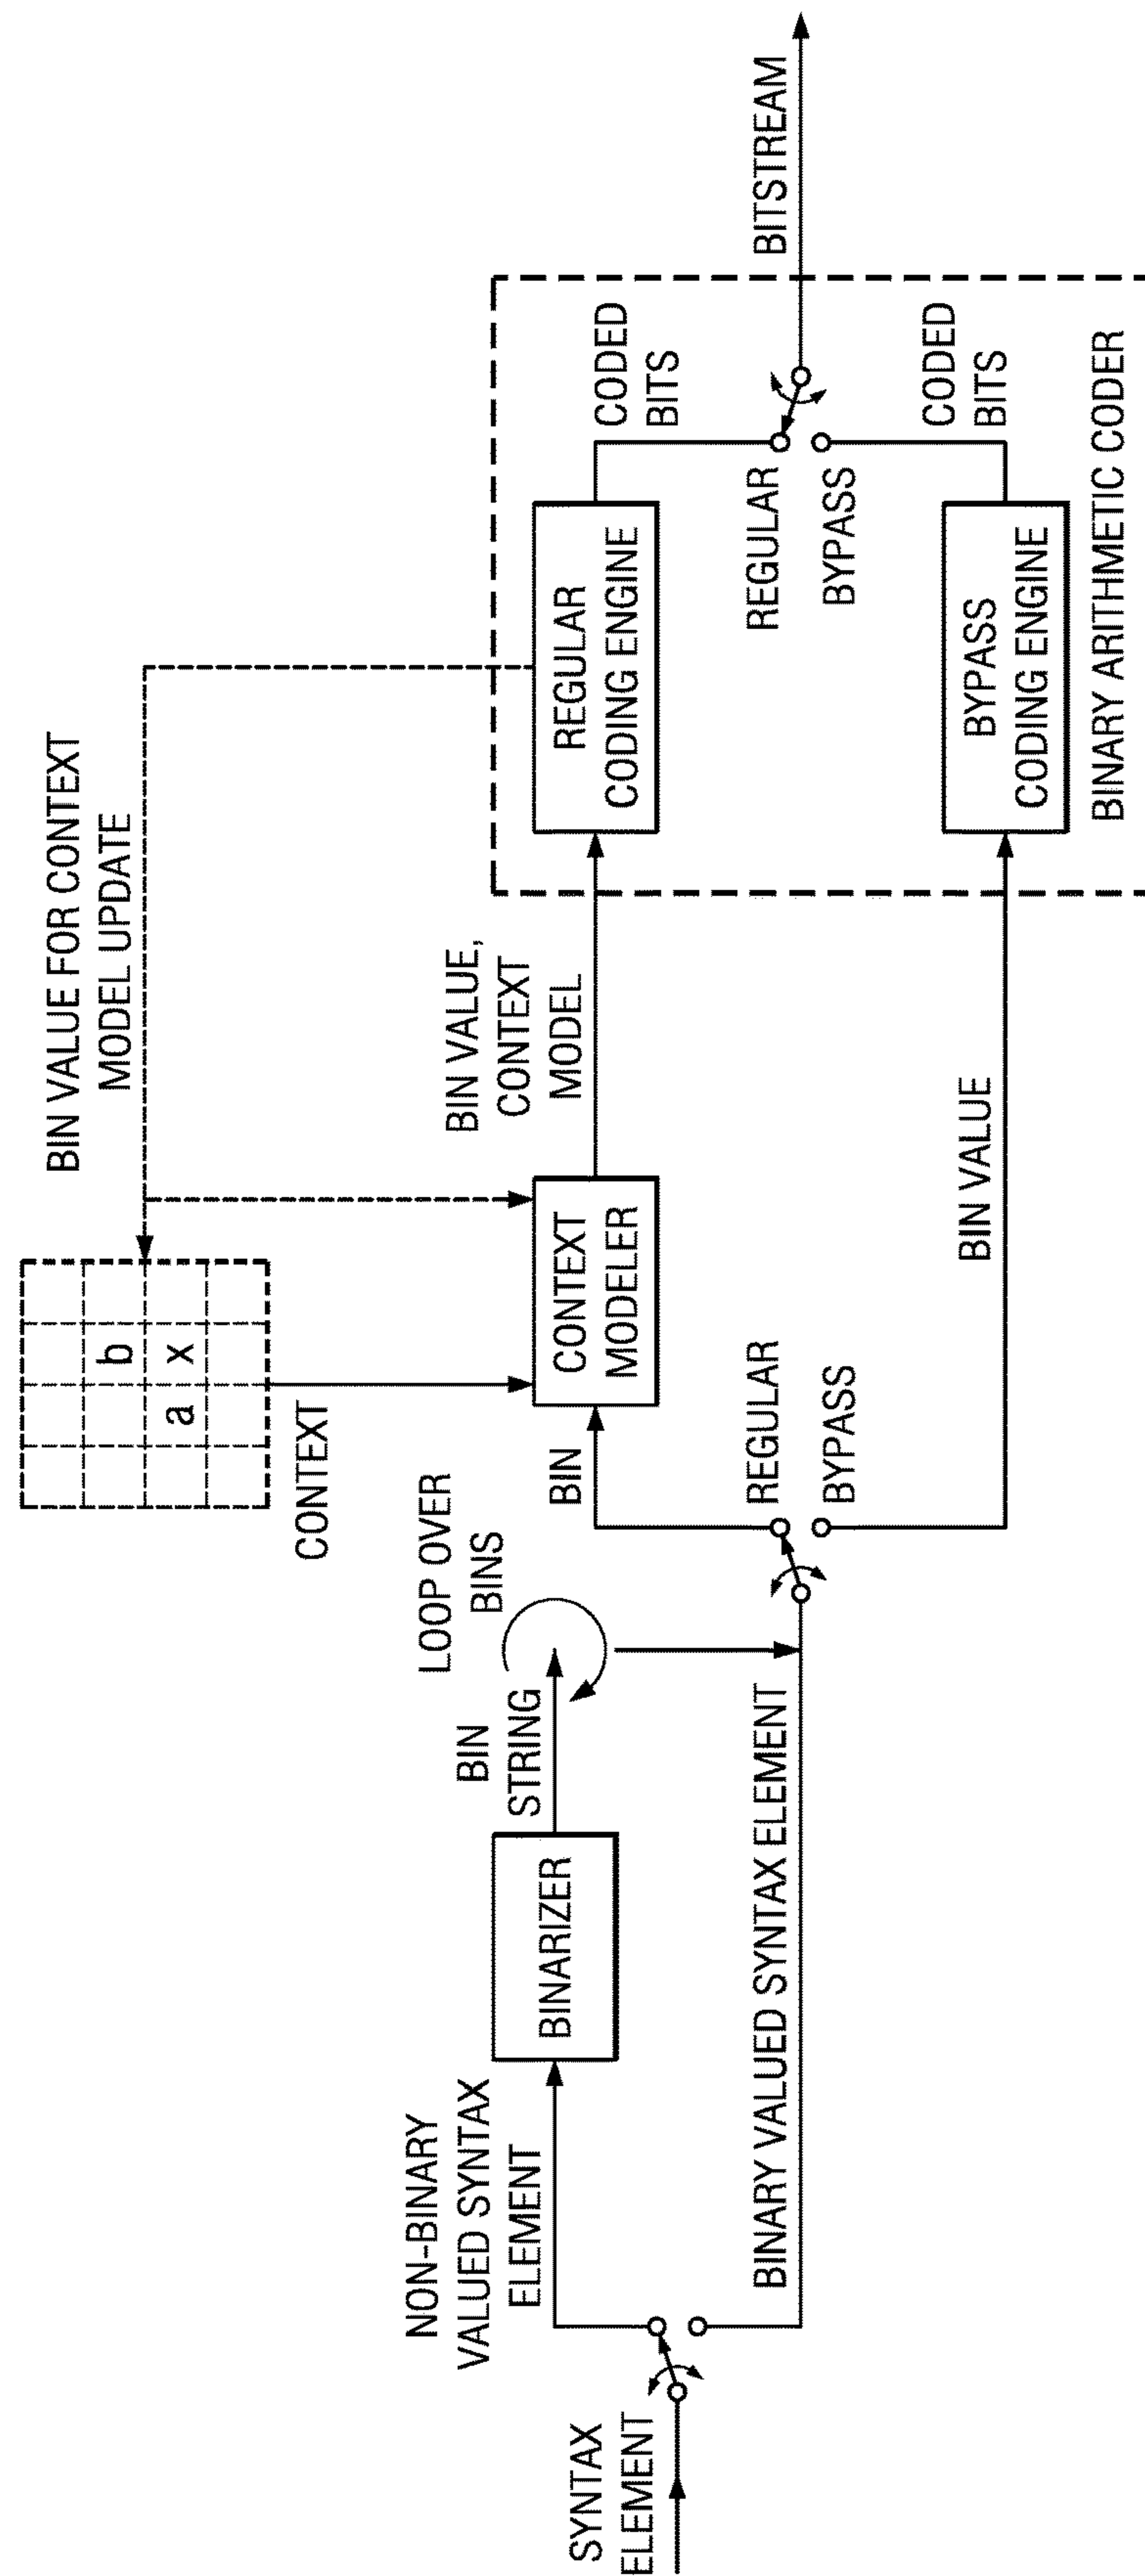 SYNTAX
ELEMENT
NON-BINARY
VALUED SYNTAX
ELEMENT
BINARIZER
BINARY VALUED SYNTAX ELEMENT
BIN
STRING
LOOP OVER
BINS
REGULAR
BYPASS
BIN
CONTEXT
b
a x
CONTEXT
MODELER
BIN VALUE FOR CONTEXT
MODEL UPDATE
BIN VALUE,
CONTEXT
MODEL
BIN VALUE
REGULAR
CODING ENGINE
BYPASS
CODING ENGINE
CODED
BITS
REGULAR
BYPASS
CODED
BITS
BINARY ARITHMETIC CODER
BITSTREAM